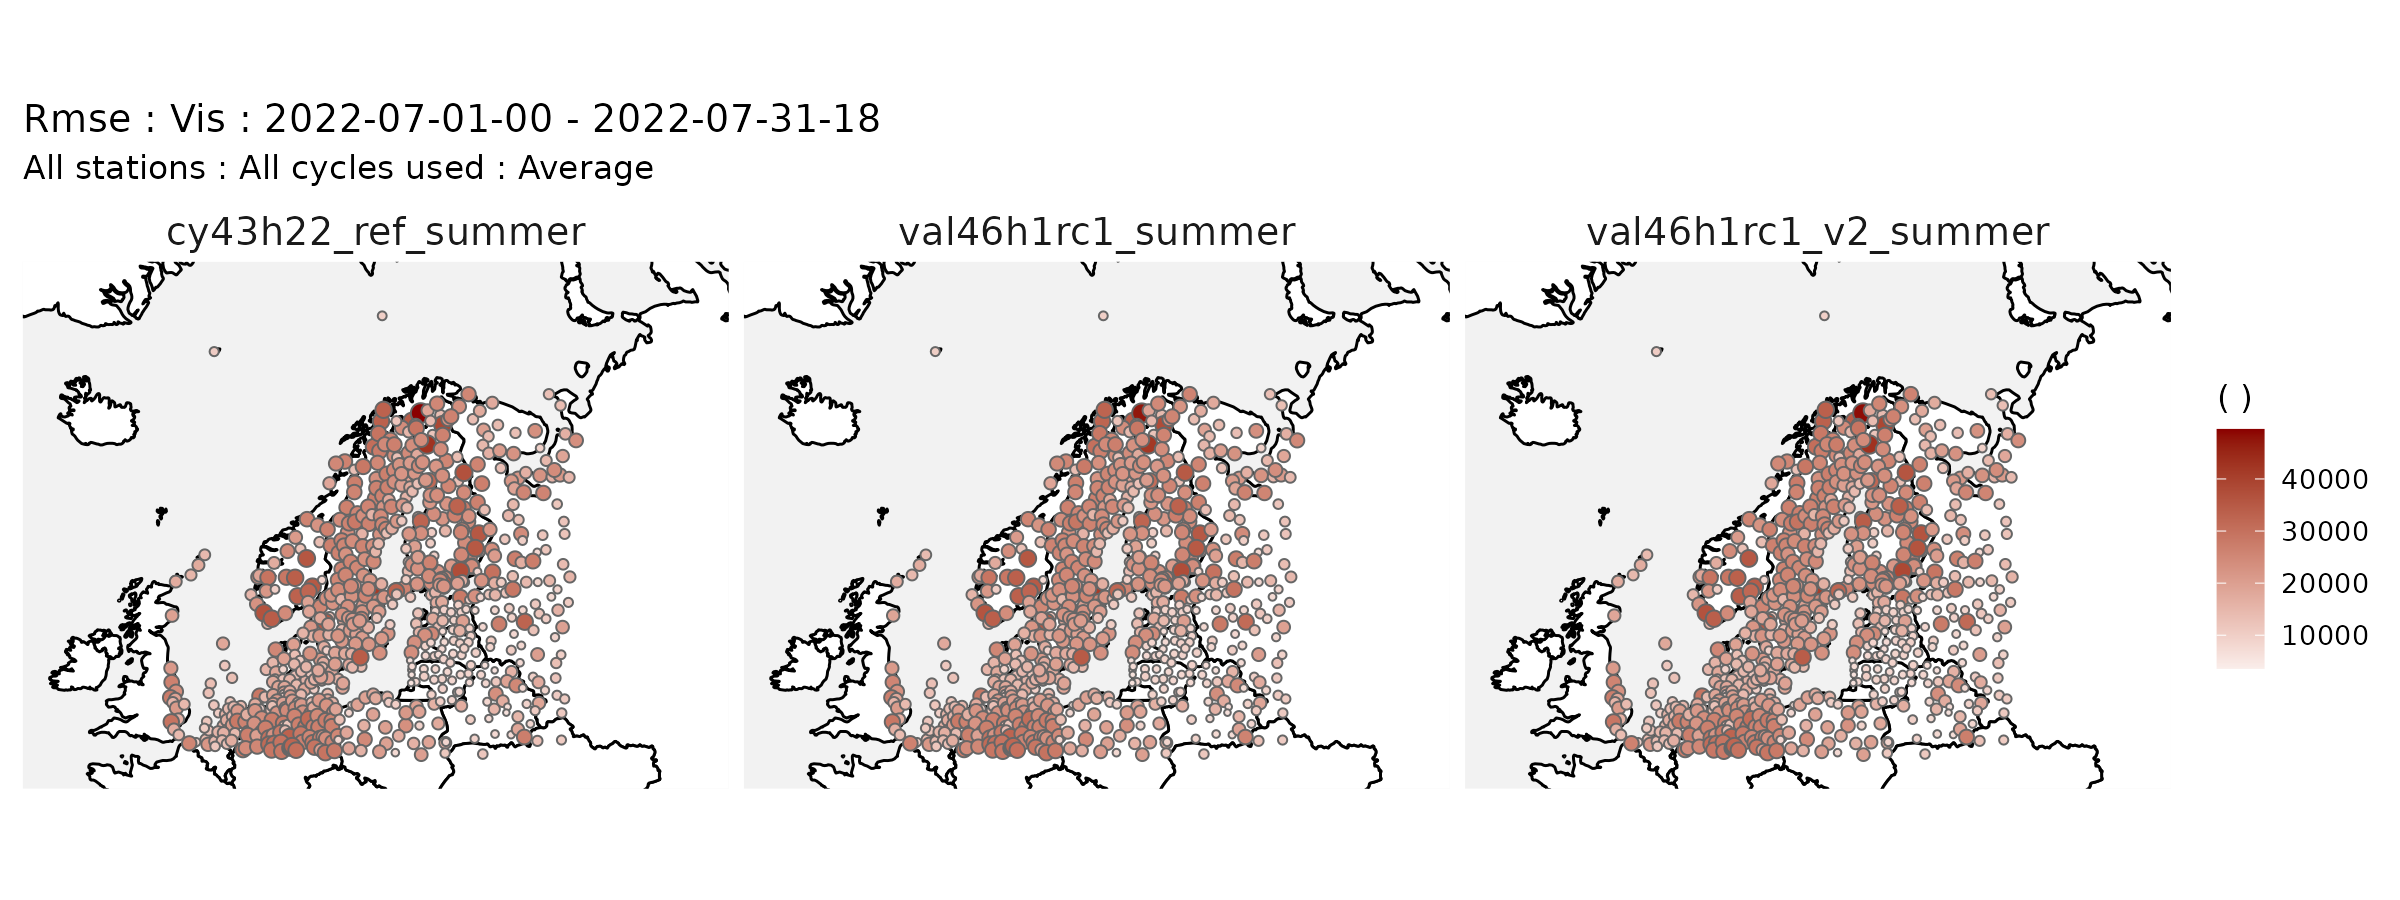 Rmse : Vis : 2022-07-01-00 - 2022-07-31-18
All stations : All cycles used : Average
cy43h22_ref_summer
val46h1rc1_summer
val46h1rc1_v2_summer
( )
40000
30000
20000
10000